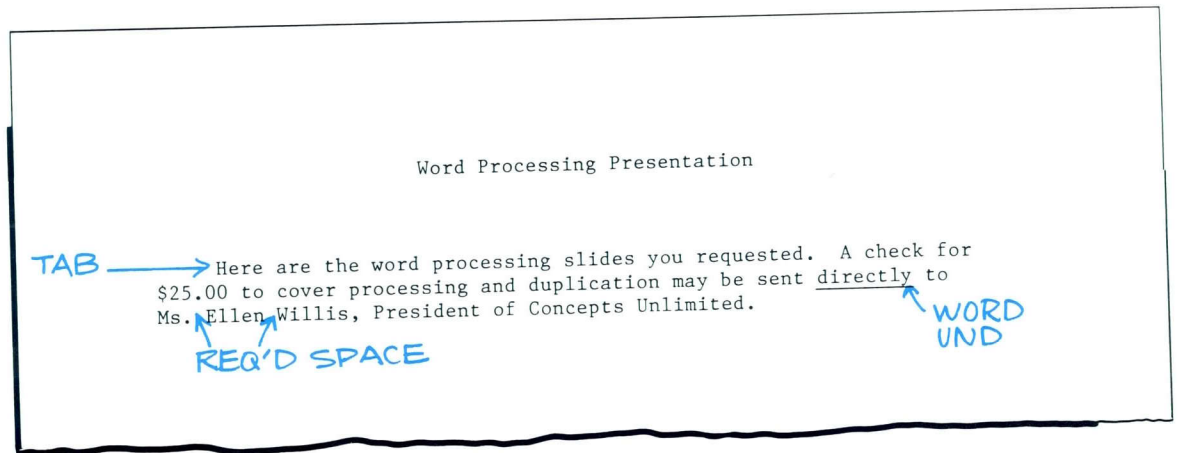 Word Processing Presentation
TAB Here are the word processing slides you requested.  A check for
$25.00 to cover processing and duplication may be sent directly to
Ms. Ellen Willis, President of Concepts Unlimited.
WORD
UND
REQ'D SPACE